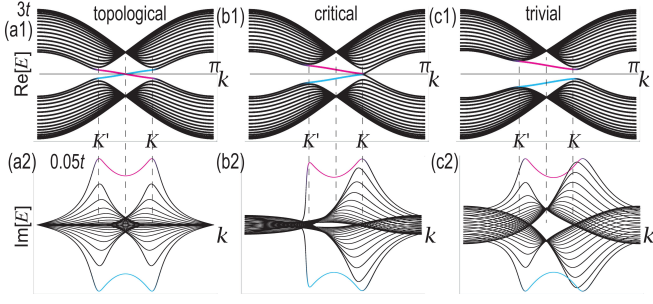 3t topological (b1) critical (c1) trivial
(a1)
Re[E]
π π π
k k k
K' K K' K K' K
(a2) 0.05t (b2) (c2)
Im[E]
k k k